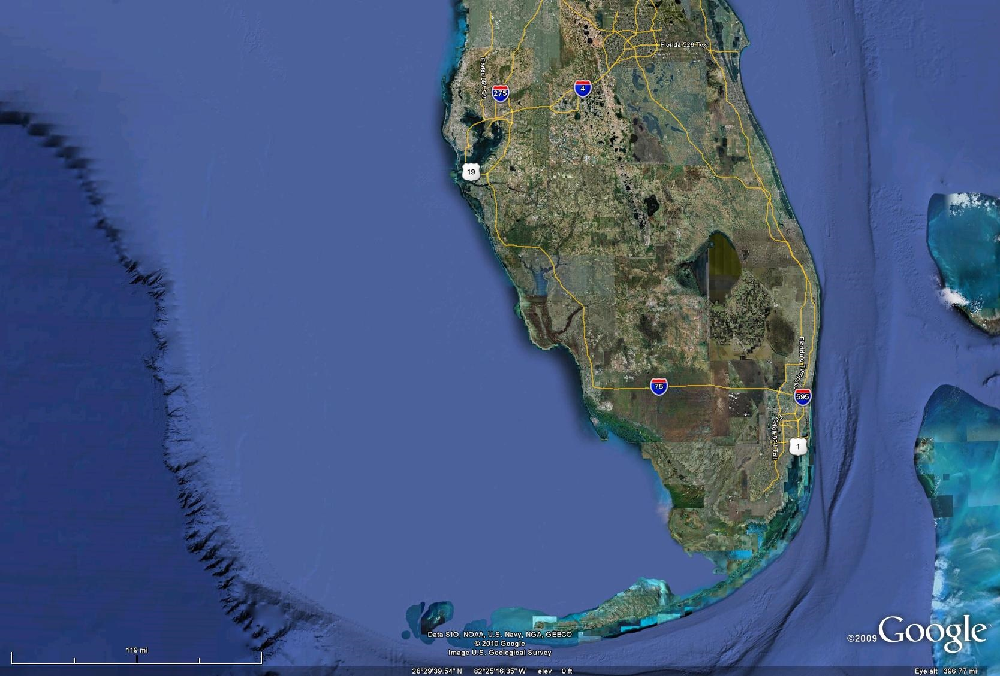 Florida 528 Toll
Florida 589 Toll
275
4
19
75
Florida's Turnpike
595
Florida 821 Toll
1
Data SIO, NOAA, U.S. Navy, NGA, GEBCO
© 2010 Google
Image U.S. Geological Survey
©2009 Google™
119 mi
26°29'39.54" N 82°25'16.35" W elev 0 ft
Eye alt 396.77 mi